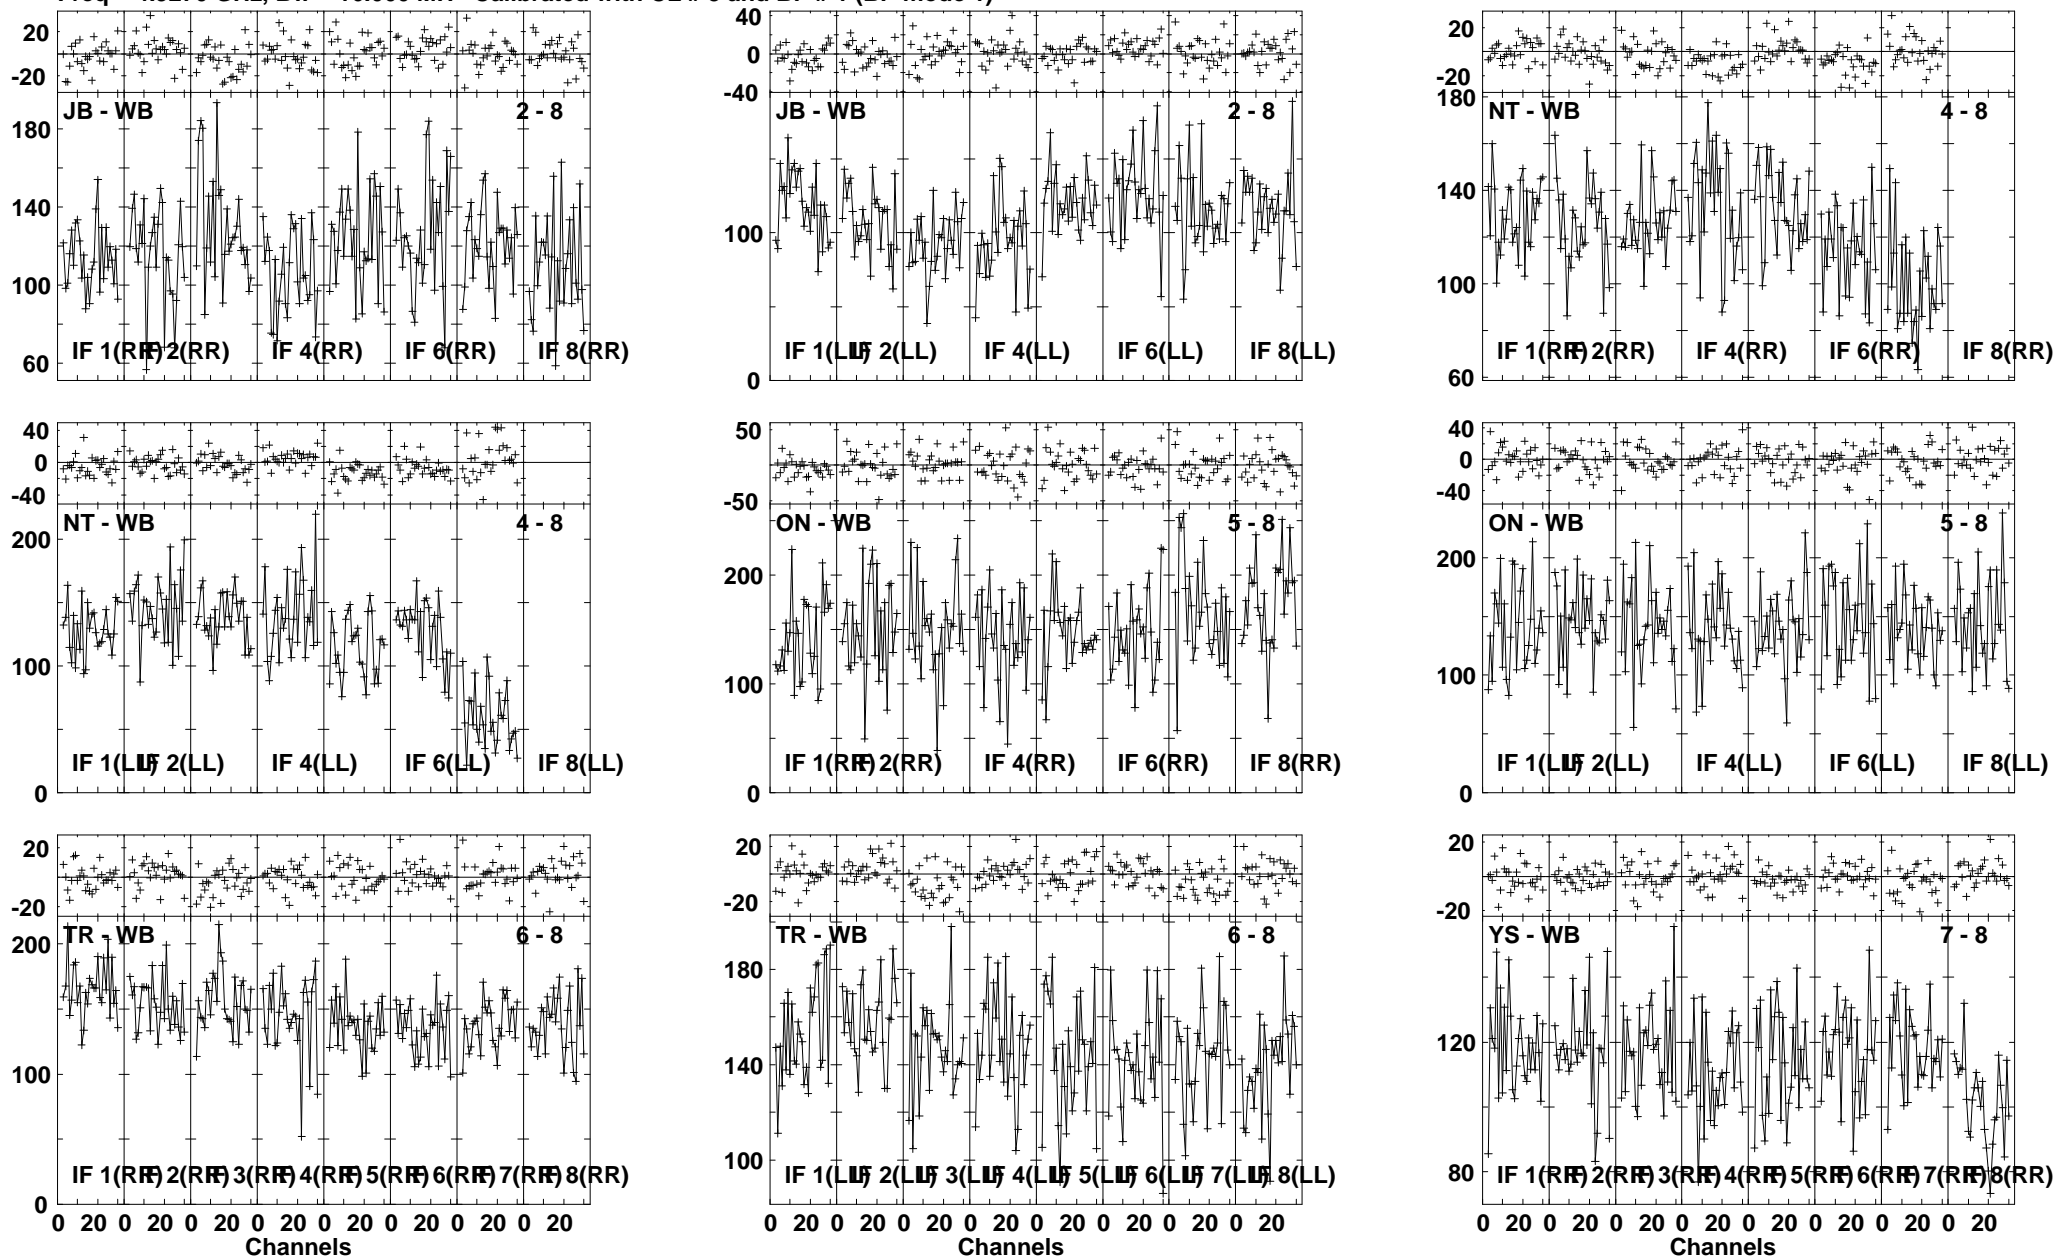 20
-20
JB - WB
2 - 8
180
140
100
60
IF 1(RR)
IF 2(RR)
IF 4(RR)
IF 6(RR)
IF 8(RR)
40
0
-40
JB - WB
2 - 8
100
0
IF 1(LL)
IF 2(LL)
IF 4(LL)
IF 6(LL)
IF 8(LL)
20
-20
NT - WB
4 - 8
180
140
100
60
IF 1(RR)
IF 2(RR)
IF 4(RR)
IF 6(RR)
IF 8(RR)
40
0
-40
NT - WB
4 - 8
200
100
0
IF 1(LL)
IF 2(LL)
IF 4(LL)
IF 6(LL)
IF 8(LL)
50
-50
ON - WB
5 - 8
200
100
0
IF 1(RR)
IF 2(RR)
IF 4(RR)
IF 6(RR)
IF 8(RR)
40
0
-40
ON - WB
5 - 8
200
100
0
IF 1(LL)
IF 2(LL)
IF 4(LL)
IF 6(LL)
IF 8(LL)
20
-20
TR - WB
6 - 8
200
100
0
IF 1(RR)
IF 2(RR)
IF 3(RR)
IF 4(RR)
IF 5(RR)
IF 6(RR)
IF 7(RR)
IF 8(RR)
0 20 0 20 0 20 0 20 0 20 0 20 0 20 0 20
Channels
20
-20
TR - WB
6 - 8
180
140
100
IF 1(LL)
IF 2(LL)
IF 3(LL)
IF 4(LL)
IF 5(LL)
IF 6(LL)
IF 7(LL)
IF 8(LL)
0 20 0 20 0 20 0 20 0 20 0 20 0 20 0 20
Channels
20
-20
YS - WB
7 - 8
120
80
IF 1(RR)
IF 2(RR)
IF 3(RR)
IF 4(RR)
IF 5(RR)
IF 6(RR)
IF 7(RR)
IF 8(RR)
0 20 0 20 0 20 0 20 0 20 0 20 0 20 0 20
Channels